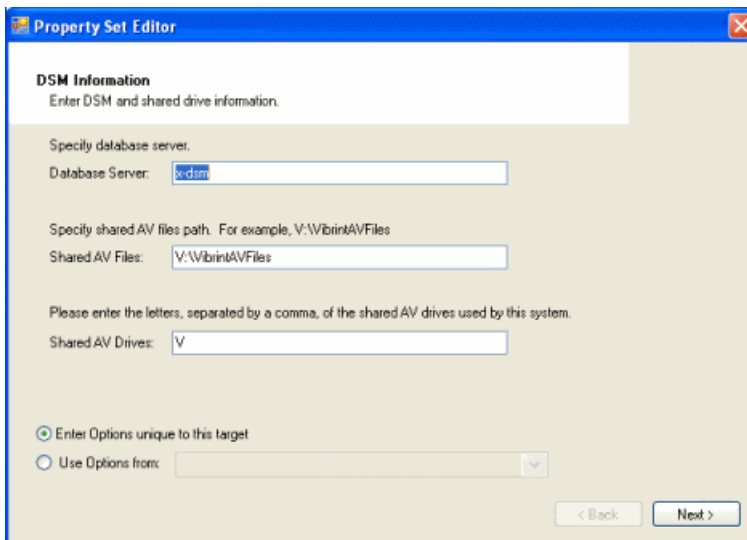 Property Set Editor
DSM Information
Enter DSM and shared drive information.
Specify database server.
Database Server: x-dsm
Specify shared AV files path. For example, V:\VibrintAVFiles
Shared AV Files: V:\VibrintAVFiles
Please enter the letters, separated by a comma, of the shared AV drives used by this system.
Shared AV Drives: V
Enter Options unique to this target
Use Options from:
< Back Next >